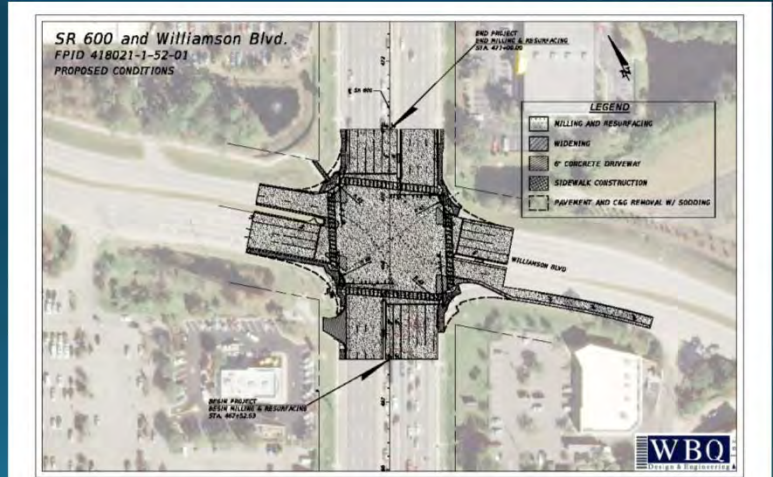 SR 600 and Williamson Blvd.
FPID 418021-1-52-01
PROPOSED CONDITIONS
END PROJECT
END MILLING & RESURFACING
SR 600
N
LEGEND
MILLING AND RESURFACING
WIDENING
6" CONCRETE DRIVEWAY
SIDEWALK CONSTRUCTION
PAVEMENT AND C&G REMOVAL W/ SODDING
WILLIAMSON BLVD
BEGIN PROJECT
BEGIN MILLING & RESURFACING
WBQ
Design & Engineering